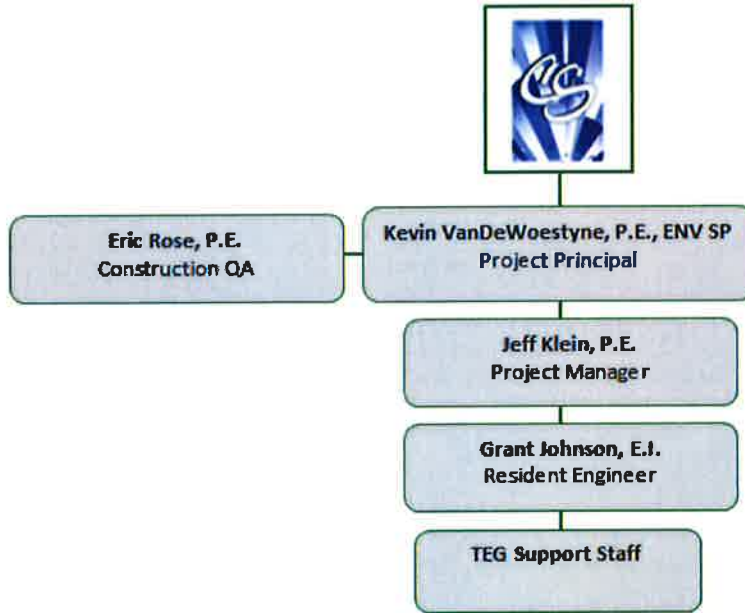 CS
Eric Rose, P.E.
Construction QA
Kevin VanDeWoestyne, P.E., ENV SP
Project Principal
Jeff Klein, P.E.
Project Manager
Grant Johnson, E.I.
Resident Engineer
TEG Support Staff